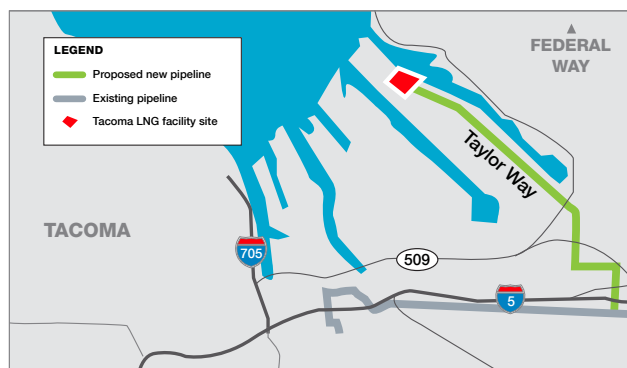 LEGEND
Proposed new pipeline
Existing pipeline
Tacoma LNG facility site
FEDERAL
WAY
Taylor Way
TACOMA
705
509
5